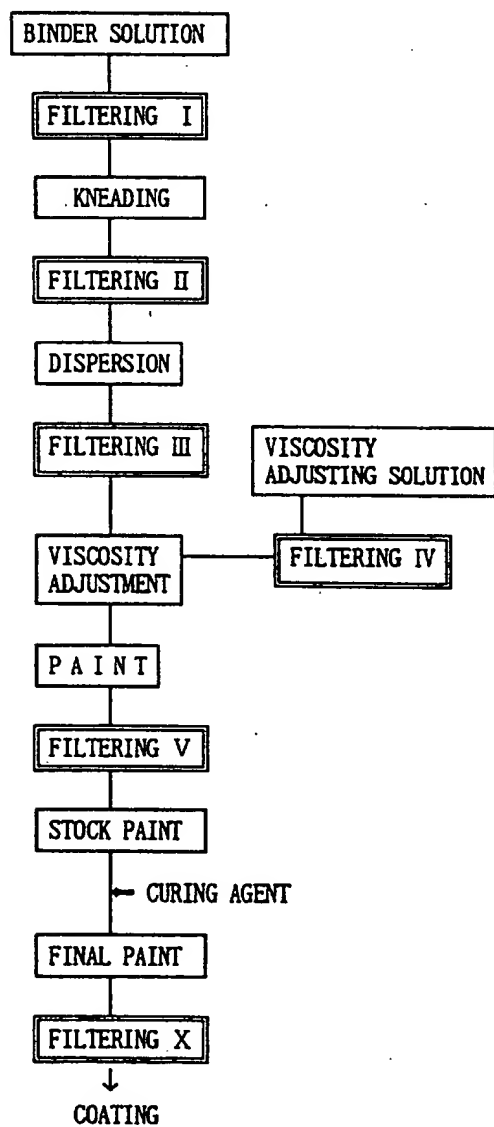 BINDER SOLUTION
FILTERING I
KNEADING
FILTERING II
DISPERSION
FILTERING III
VISCOSITY
ADJUSTING SOLUTION
VISCOSITY
ADJUSTMENT
FILTERING IV
PAINT
FILTERING V
STOCK PAINT
CURING AGENT
FINAL PAINT
FILTERING X
COATING